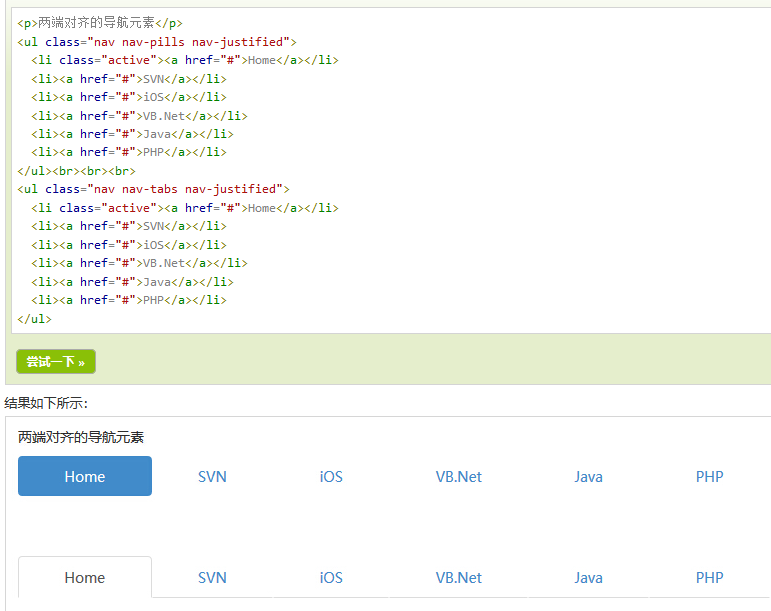 <p>两端对齐的导航元素</p>
<ul class="nav nav-pills nav-justified">
  <li class="active"><a href="#">Home</a></li>
  <li><a href="#">SVN</a></li>
  <li><a href="#">iOS</a></li>
  <li><a href="#">VB.Net</a></li>
  <li><a href="#">Java</a></li>
  <li><a href="#">PHP</a></li>
</ul><br><br><br>
<ul class="nav nav-tabs nav-justified">
  <li class="active"><a href="#">Home</a></li>
  <li><a href="#">SVN</a></li>
  <li><a href="#">iOS</a></li>
  <li><a href="#">VB.Net</a></li>
  <li><a href="#">Java</a></li>
  <li><a href="#">PHP</a></li>
</ul>
尝试一下 »
结果如下所示:
两端对齐的导航元素
Home SVN iOS VB.Net Java PHP
Home SVN iOS VB.Net Java PHP